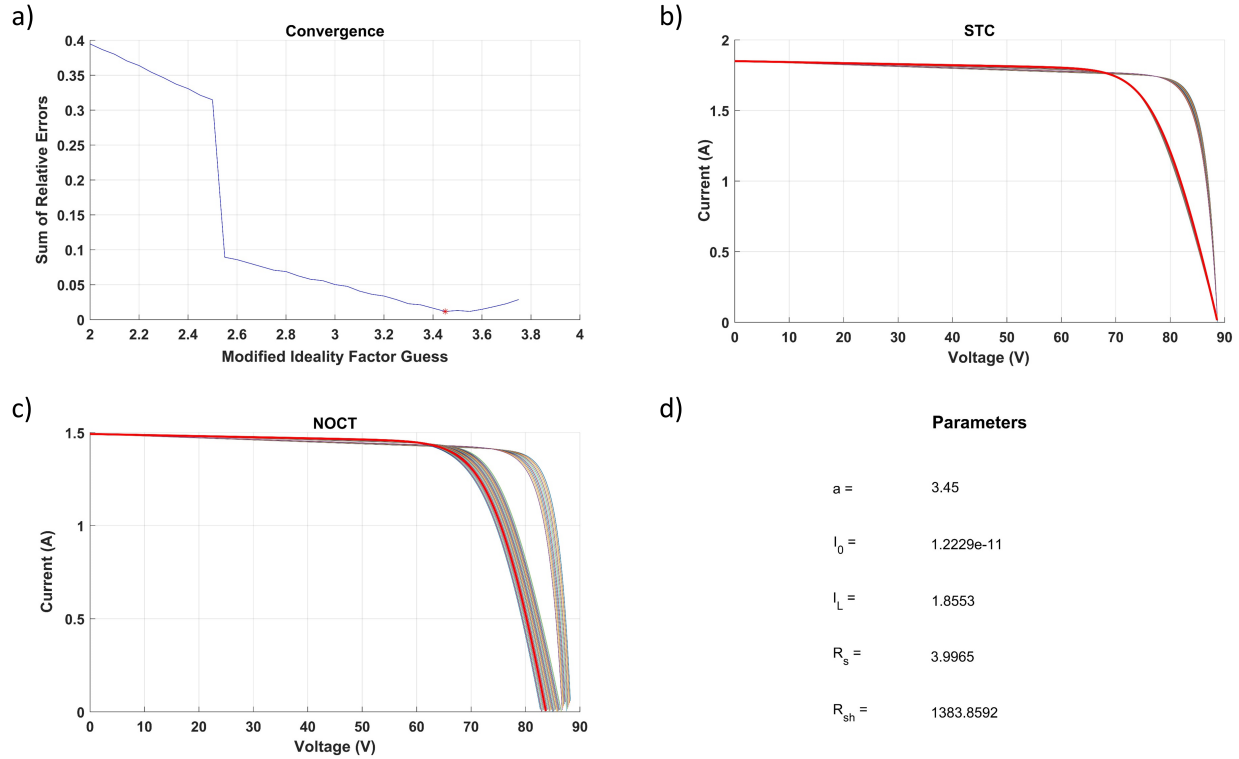 a)
Convergence
Sum of Relative Errors
0.4
0.35
0.3
0.25
0.2
0.15
0.1
0.05
0
2 2.2 2.4 2.6 2.8 3 3.2 3.4 3.6 3.8 4
Modified Ideality Factor Guess
b)
STC
Current (A)
2
1.5
1
0.5
0
0 10 20 30 40 50 60 70 80 90
Voltage (V)
c)
NOCT
Current (A)
1.5
1
0.5
0
0 10 20 30 40 50 60 70 80 90
Voltage (V)
d)
Parameters
a = 3.45
I0 = 1.2229e-11
IL = 1.8553
Rs = 3.9965
Rsh = 1383.8592